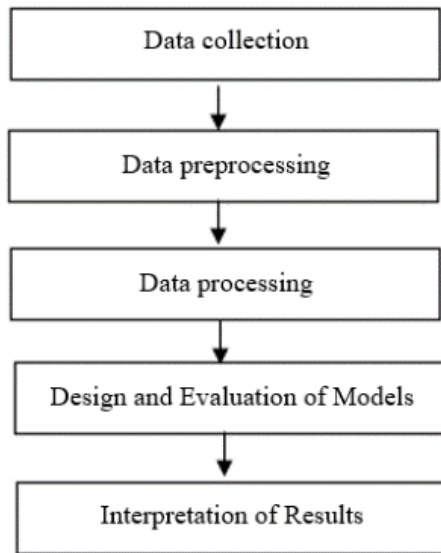 Data collection
Data preprocessing
Data processing
Design and Evaluation of Models
Interpretation of Results